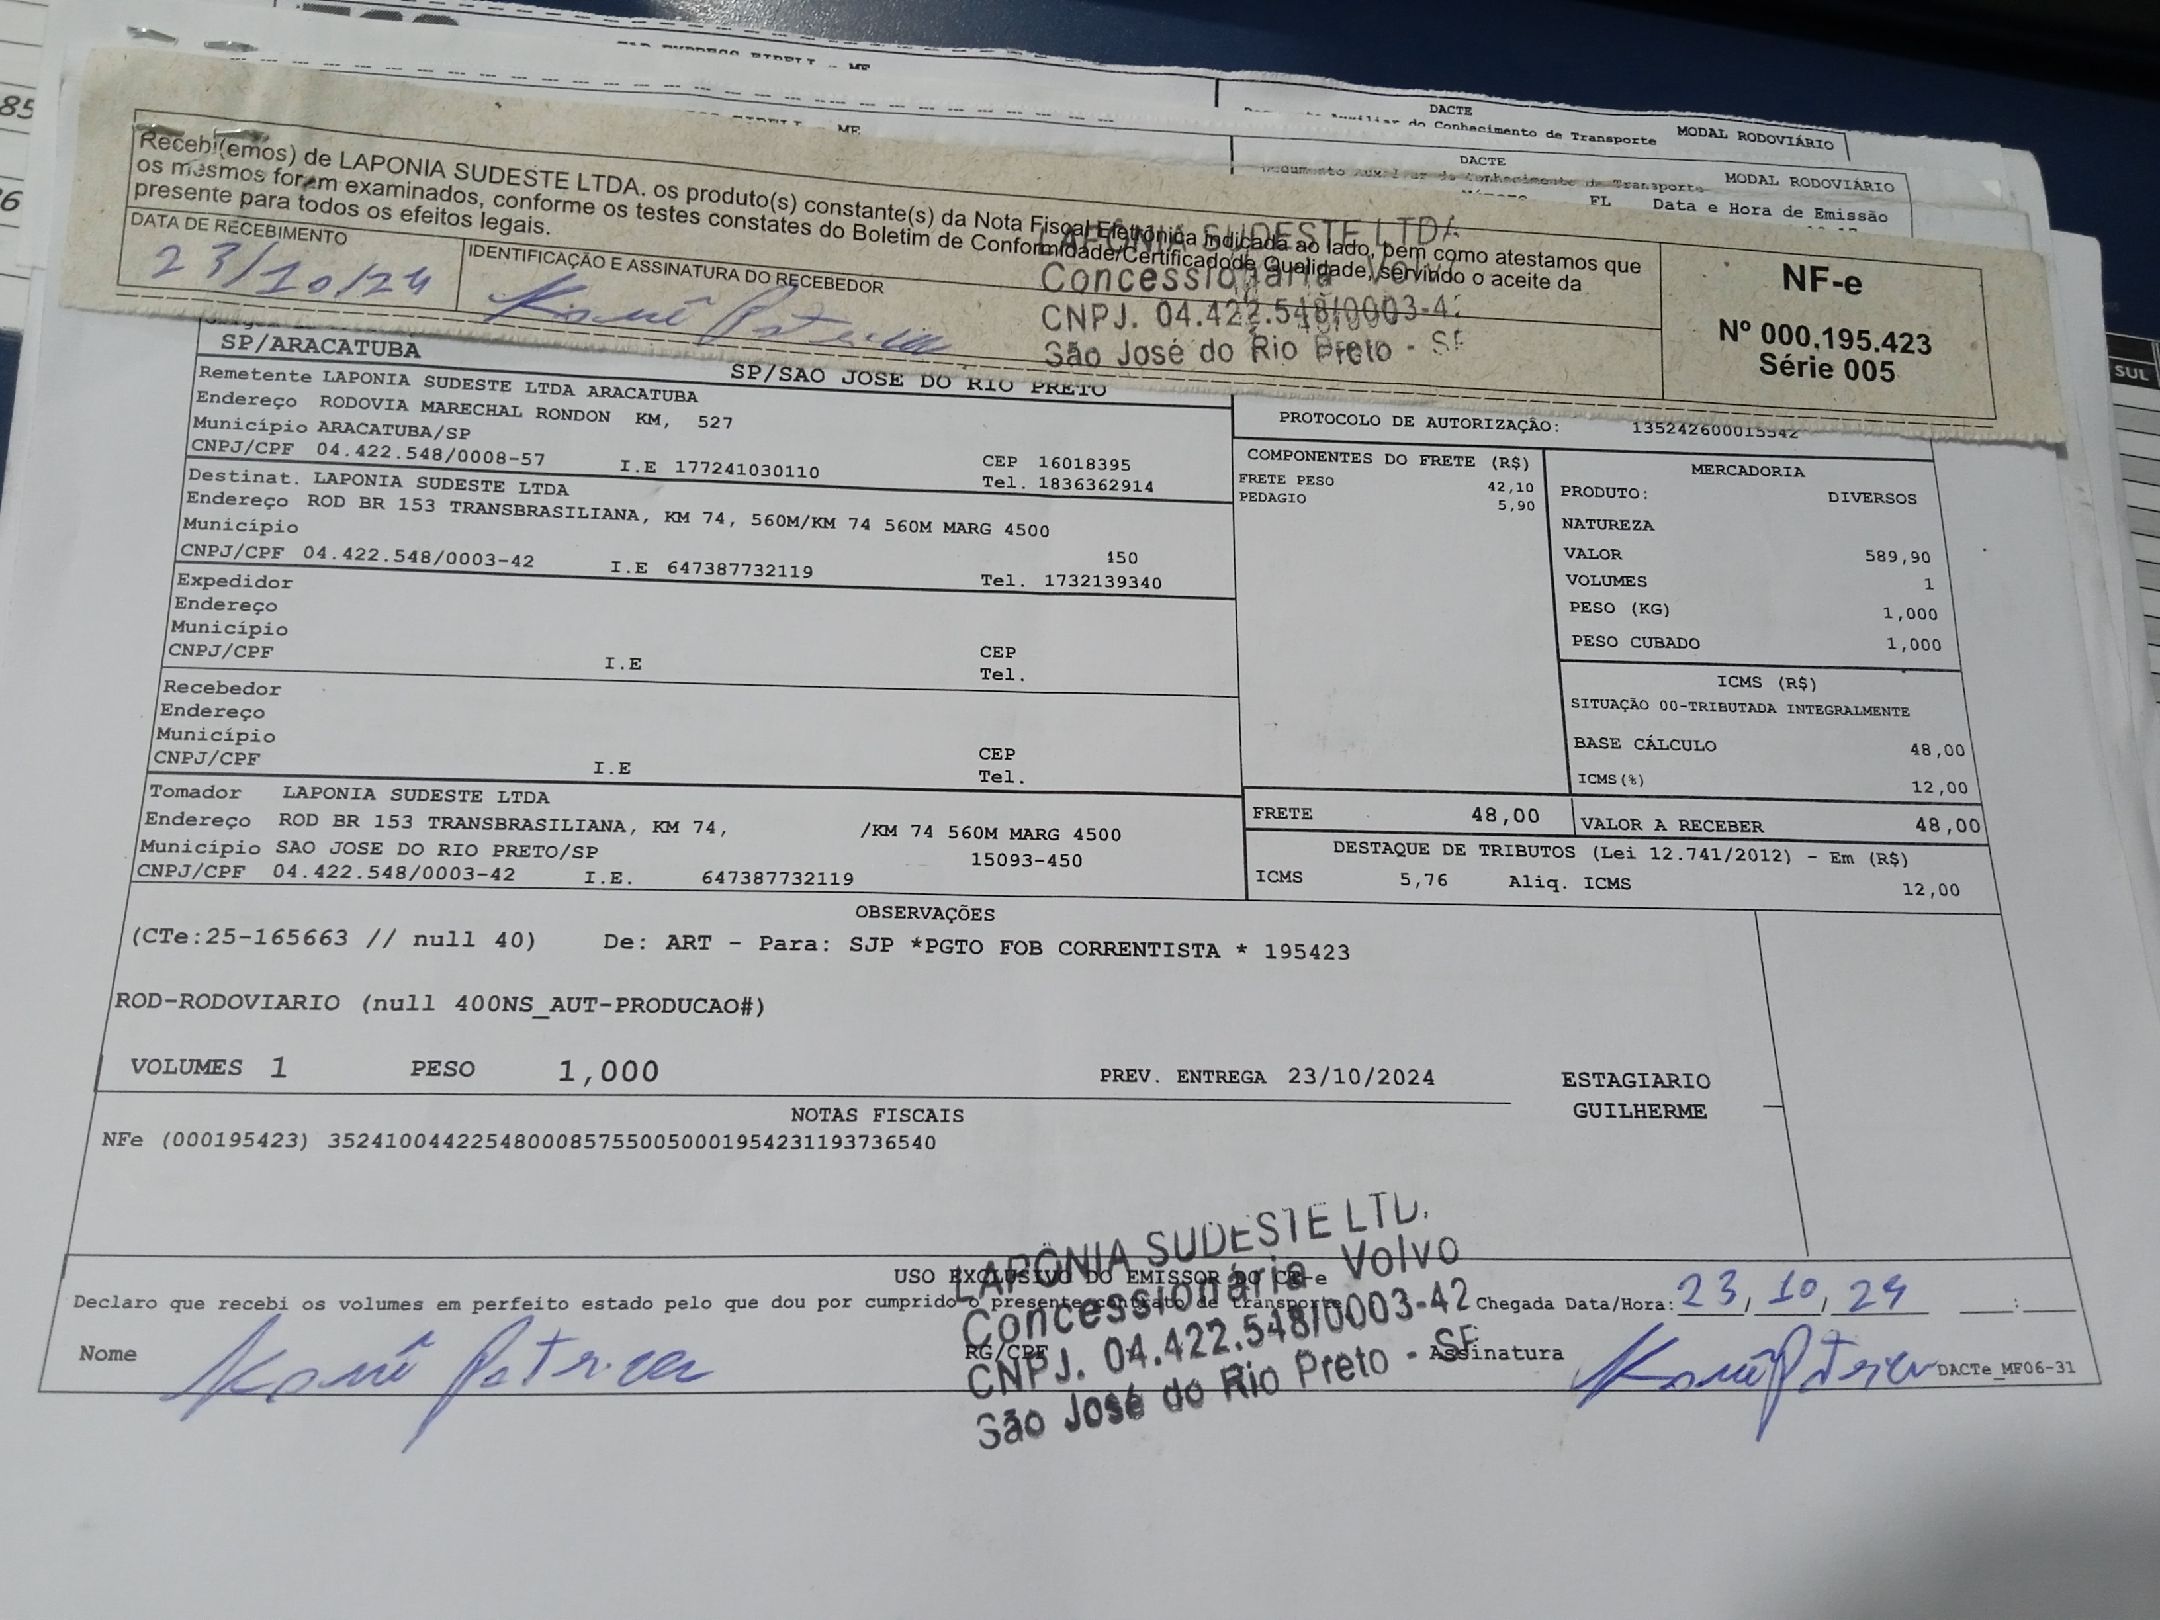 DACTE
MODAL RODOVIÁRIO
do Conhecimento de Transporte
DACTE
MODAL RODOVIÁRIO
FL Data e Hora de Emissão
Recebi(emos) de LAPONIA SUDESTE LTDA. os produto(s) constante(s) da Nota Fiscal Eletrônica indicada ao lado, bem como atestamos que
os mesmos foram examinados, conforme os testes constates do Boletim de Conformidade/Certificadode Qualidade, servindo o aceite da
presente para todos os efeitos legais.
DATA DE RECEBIMENTO
23/10/24
IDENTIFICAÇÃO E ASSINATURA DO RECEBEDOR
LAPÔNIA SUDESTE LTDA
Concessionária Volvo
CNPJ. 04.422.548/0003-42
São José do Rio Preto - SP
NF-e
Nº 000.195.423
Série 005
SP/ARACATUBA
SP/SAO JOSE DO RIO PRETO
Remetente LAPONIA SUDESTE LTDA ARACATUBA
Endereço RODOVIA MARECHAL RONDON KM, 527
Município ARACATUBA/SP
CEP 16018395
CNPJ/CPF 04.422.548/0008-57 I.E 177241030110
Tel. 1836362914
Destinat. LAPONIA SUDESTE LTDA
Endereço ROD BR 153 TRANSBRASILIANA, KM 74, 560M/KM 74 560M MARG 4500
Município
450
CNPJ/CPF 04.422.548/0003-42 I.E 647387732119 Tel. 1732139340
Expedidor
Endereço
Município
CEP
CNPJ/CPF I.E Tel.
Recebedor
Endereço
Município
CEP
CNPJ/CPF I.E Tel.
Tomador LAPONIA SUDESTE LTDA
Endereço ROD BR 153 TRANSBRASILIANA, KM 74, /KM 74 560M MARG 4500
Município SAO JOSE DO RIO PRETO/SP 15093-450
CNPJ/CPF 04.422.548/0003-42 I.E. 647387732119
PROTOCOLO DE AUTORIZAÇÃO: 135242600015542
COMPONENTES DO FRETE (R$)
FRETE PESO 42,10
PEDAGIO 5,90
MERCADORIA
PRODUTO: DIVERSOS
NATUREZA
VALOR 589,90
VOLUMES 1
PESO (KG) 1,000
PESO CUBADO 1,000
ICMS (R$)
SITUAÇÃO 00-TRIBUTADA INTEGRALMENTE
BASE CÁLCULO 48,00
ICMS(%) 12,00
FRETE 48,00 VALOR A RECEBER 48,00
DESTAQUE DE TRIBUTOS (Lei 12.741/2012) - Em (R$)
ICMS 5,76 Aliq. ICMS 12,00
OBSERVAÇÕES
(CTe:25-165663 // null 40) De: ART - Para: SJP *PGTO FOB CORRENTISTA * 195423
ROD-RODOVIARIO (null 400NS_AUT-PRODUCAO#)
VOLUMES 1 PESO 1,000 PREV. ENTREGA 23/10/2024
ESTAGIARIO
GUILHERME
NOTAS FISCAIS
NFe (000195423) 35241004422548000857550050001954231193736540
USO EXCLUSIVO DO EMISSOR DO CT-e
Declaro que recebi os volumes em perfeito estado pelo que dou por cumprido o presente contrato de transporte Chegada Data/Hora: 23/10/24 __:__
Nome RG/CPF Assinatura
LAPÔNIA SUDESTE LTD.
Concessionária Volvo
CNPJ. 04.422.548/0003-42
São José do Rio Preto - SP
DACTe_MF06-31
SUL
85